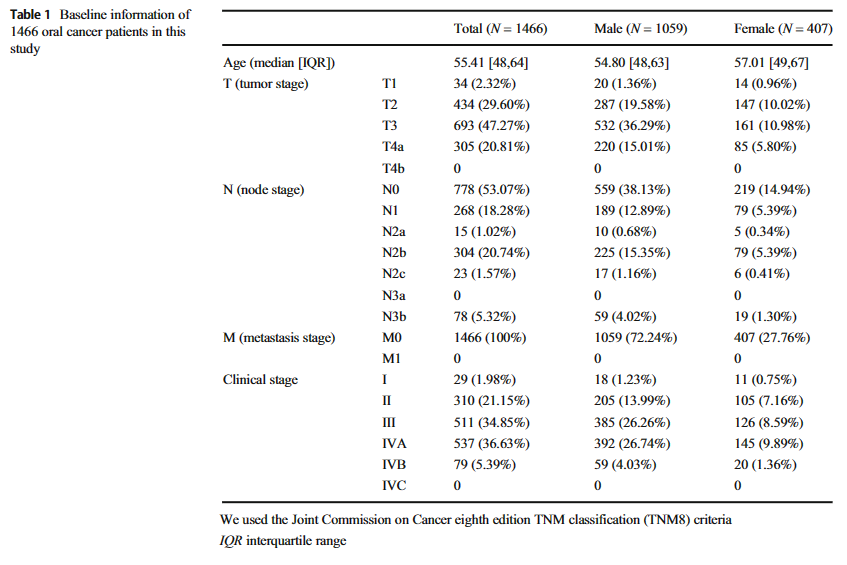 Table 1 Baseline information of
1466 oral cancer patients in this
study
Total (N = 1466) Male (N = 1059) Female (N = 407)
Age (median [IQR]) 55.41 [48,64] 54.80 [48,63] 57.01 [49,67]
T (tumor stage) T1 34 (2.32%) 20 (1.36%) 14 (0.96%)
T2 434 (29.60%) 287 (19.58%) 147 (10.02%)
T3 693 (47.27%) 532 (36.29%) 161 (10.98%)
T4a 305 (20.81%) 220 (15.01%) 85 (5.80%)
T4b 0 0 0
N (node stage) N0 778 (53.07%) 559 (38.13%) 219 (14.94%)
N1 268 (18.28%) 189 (12.89%) 79 (5.39%)
N2a 15 (1.02%) 10 (0.68%) 5 (0.34%)
N2b 304 (20.74%) 225 (15.35%) 79 (5.39%)
N2c 23 (1.57%) 17 (1.16%) 6 (0.41%)
N3a 0 0 0
N3b 78 (5.32%) 59 (4.02%) 19 (1.30%)
M (metastasis stage) M0 1466 (100%) 1059 (72.24%) 407 (27.76%)
M1 0 0 0
Clinical stage I 29 (1.98%) 18 (1.23%) 11 (0.75%)
II 310 (21.15%) 205 (13.99%) 105 (7.16%)
III 511 (34.85%) 385 (26.26%) 126 (8.59%)
IVA 537 (36.63%) 392 (26.74%) 145 (9.89%)
IVB 79 (5.39%) 59 (4.03%) 20 (1.36%)
IVC 0 0 0
We used the Joint Commission on Cancer eighth edition TNM classification (TNM8) criteria
IQR interquartile range